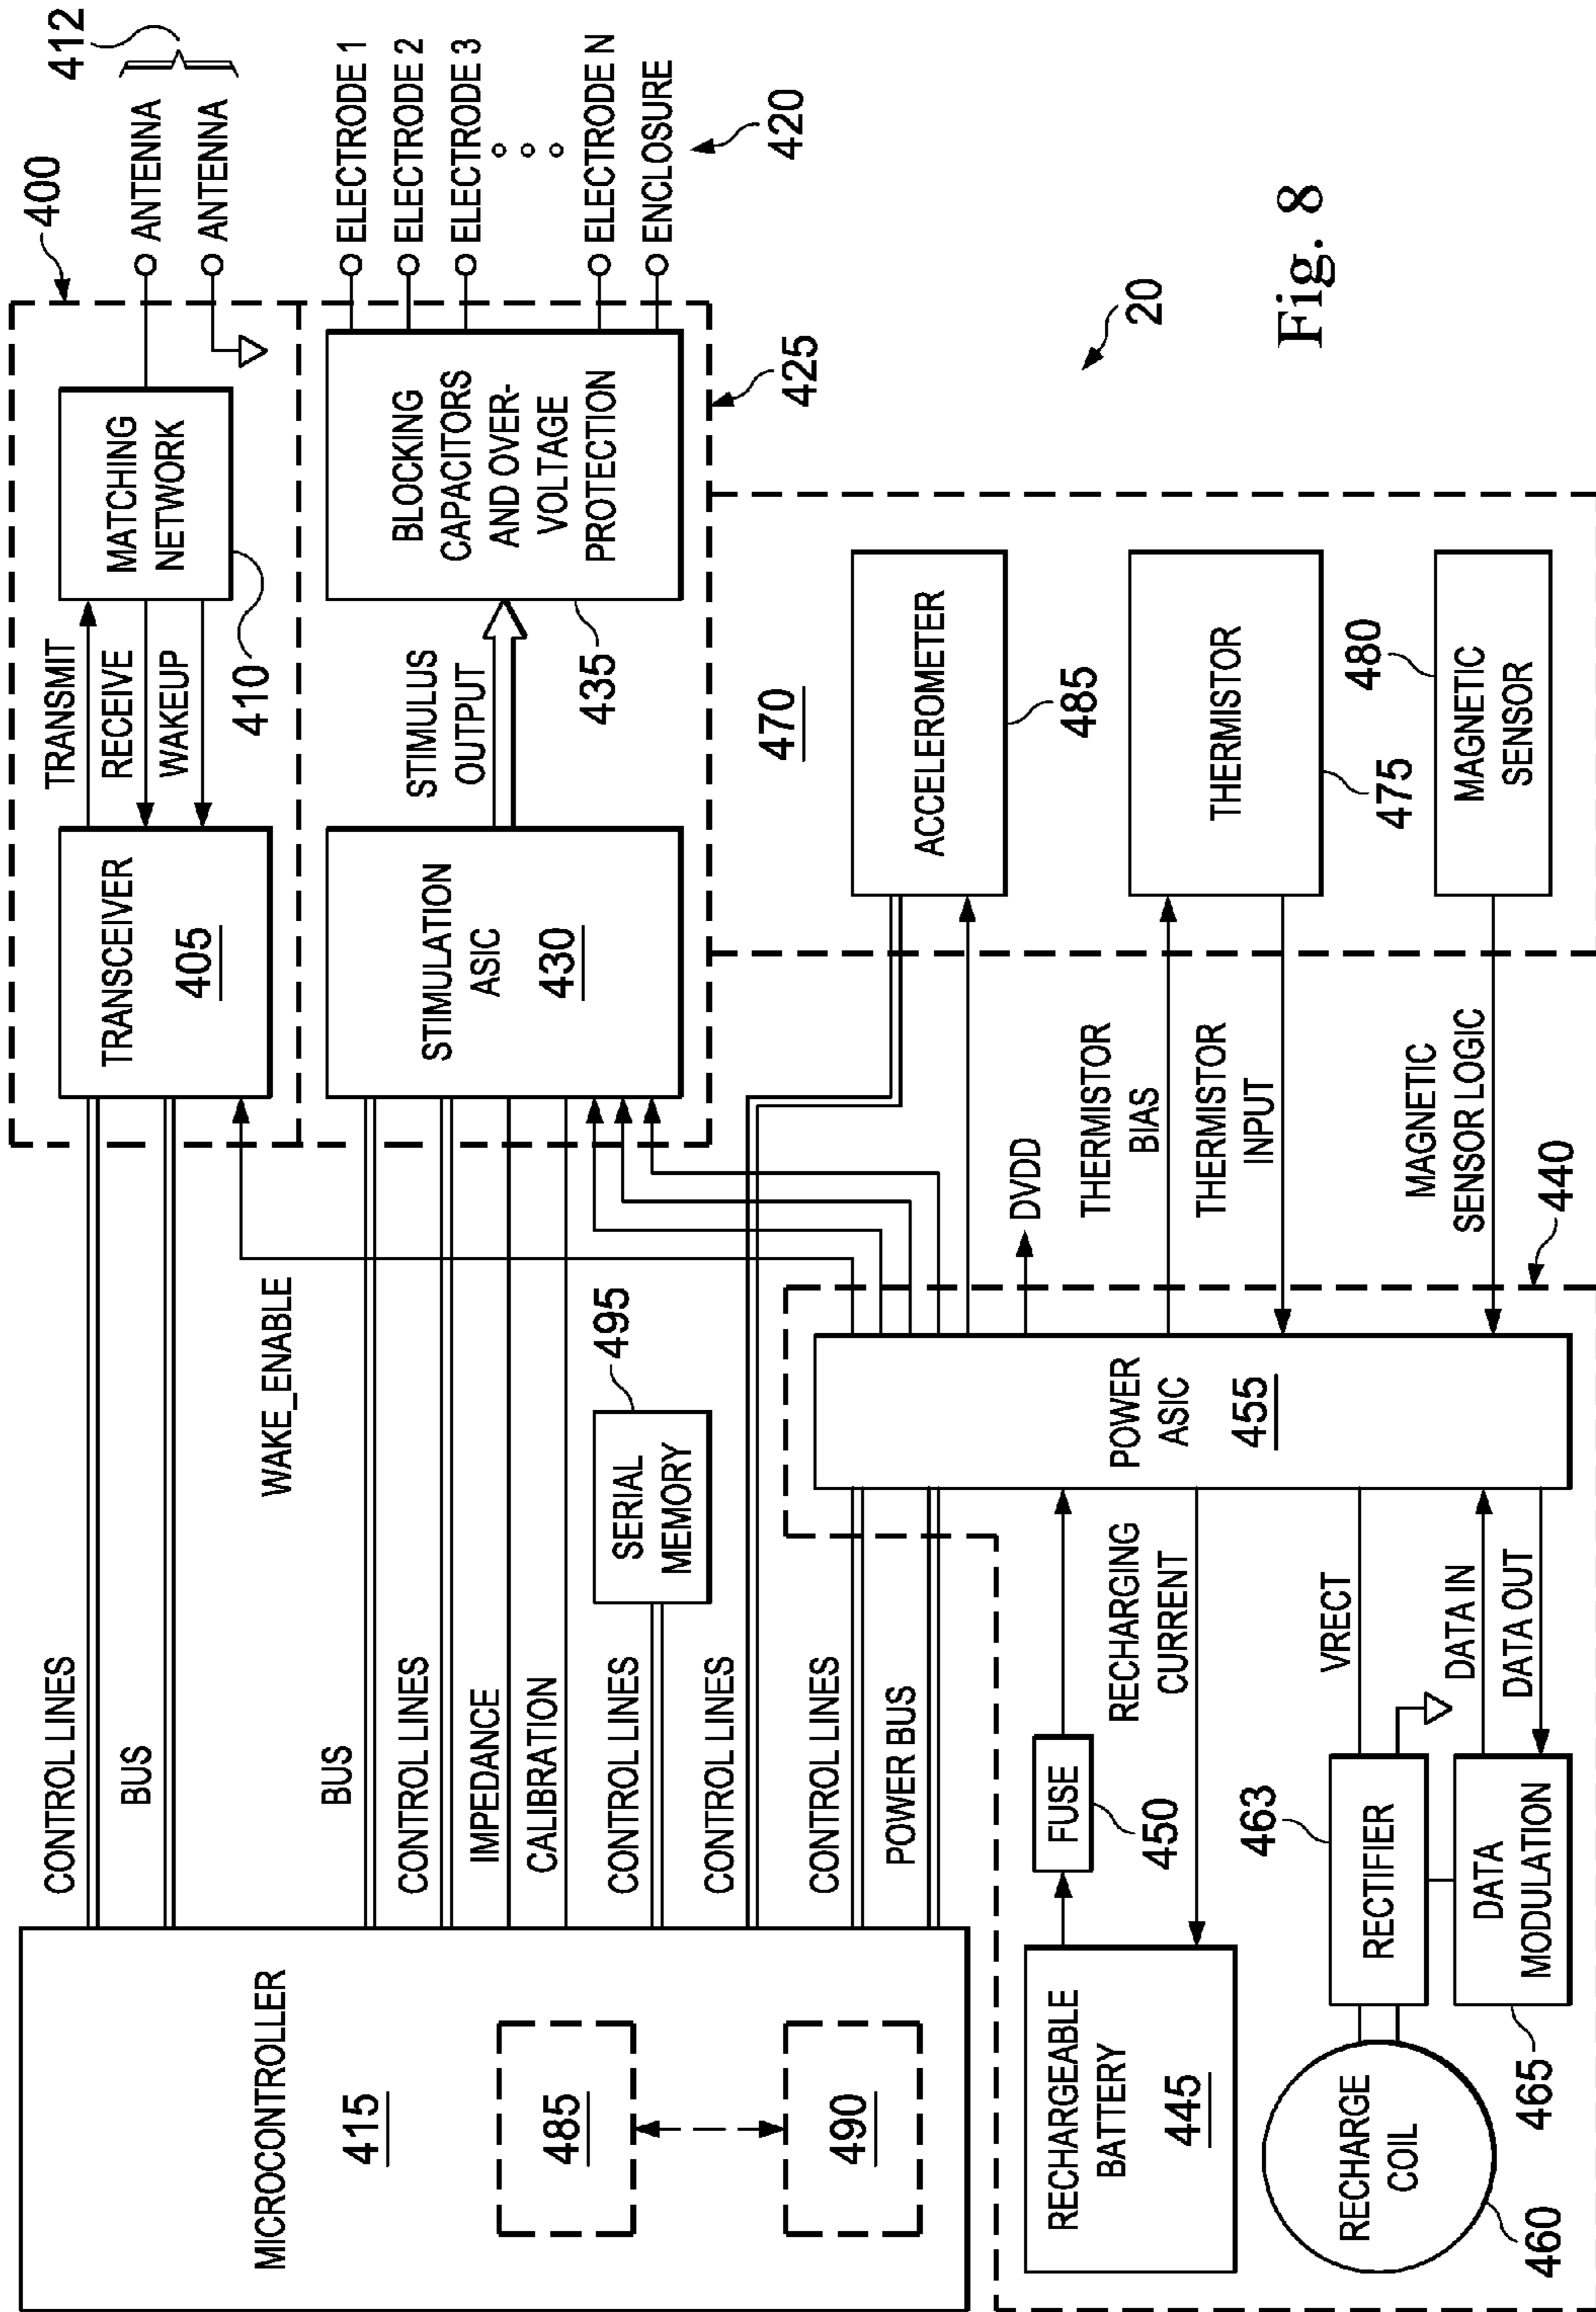 400
412
TRANSCEIVER
405
TRANSMIT
RECEIVE
WAKEUP
MATCHING
NETWORK
410
ANTENNA
ANTENNA
CONTROL LINES
BUS
WAKE_ENABLE
MICROCONTROLLER
415
485
490
BUS
CONTROL LINES
IMPEDANCE
CALIBRATION
CONTROL LINES
CONTROL LINES
CONTROL LINES
POWER BUS
SERIAL
MEMORY
495
STIMULATION
ASIC
430
STIMULUS
OUTPUT
BLOCKING
CAPACITORS
AND OVER-
VOLTAGE
PROTECTION
435
425
ELECTRODE 1
ELECTRODE 2
ELECTRODE 3
ELECTRODE N
ENCLOSURE
420
470
ACCELEROMETER
485
THERMISTOR
475
MAGNETIC
SENSOR
480
DVDD
THERMISTOR
BIAS
THERMISTOR
INPUT
MAGNETIC
SENSOR LOGIC
440
POWER
ASIC
455
RECHARGEABLE
BATTERY
445
FUSE
450
RECHARGING
CURRENT
VRECT
DATA IN
DATA OUT
RECTIFIER
463
DATA
MODULATION
465
RECHARGE
COIL
460
20
Fig. 8